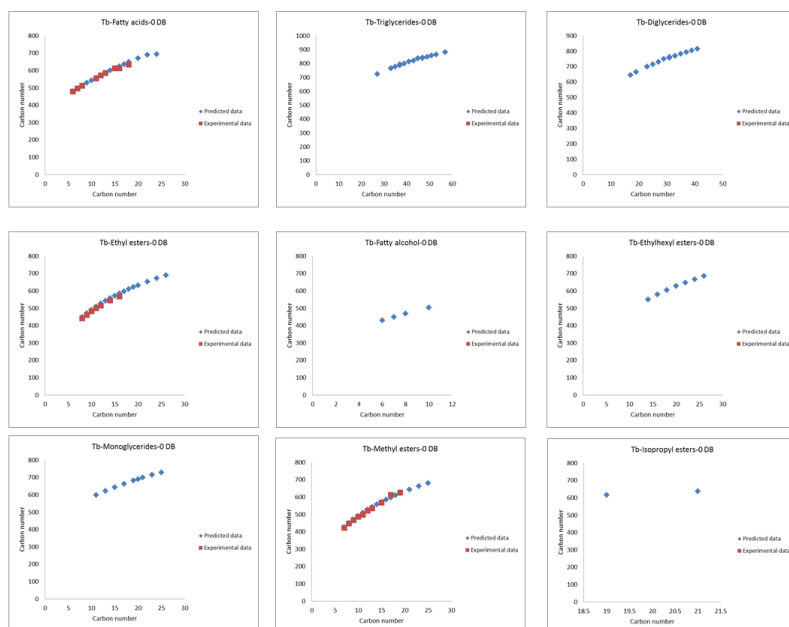 Tb-Fatty acids-0 DB
Carbon number
800
700
600
500
400
300
200
100
0
0 5 10 15 20 25 30
Carbon number
Predicted data
Experimental data
Tb-Triglycerides-0 DB
Carbon number
1000
900
800
700
600
500
400
300
200
100
0
0 10 20 30 40 50 60
Carbon number
Predicted data
Tb-Diglycerides-0 DB
Carbon number
900
800
700
600
500
400
300
200
100
0
0 10 20 30 40 50
Carbon number
Predicted data
Experimental data
Tb-Ethyl esters-0 DB
Carbon number
800
700
600
500
400
300
200
100
0
0 5 10 15 20 25 30
Carbon number
Predicted data
Experimental data
Tb-Fatty alcohol-0 DB
Carbon number
800
700
600
500
400
300
200
100
0
0 2 4 6 8 10 12
Carbon number
Predicted data
Experimental data
Tb-Ethylhexyl esters-0 DB
Carbon number
800
700
600
500
400
300
200
100
0
0 5 10 15 20 25 30
Carbon number
Predicted data
Experimental data
Tb-Monoglycerides-0 DB
Carbon number
800
700
600
500
400
300
200
100
0
0 5 10 15 20 25 30
Carbon number
Predicted data
Experimental data
Tb-Methyl esters-0 DB
Carbon number
800
700
600
500
400
300
200
100
0
0 5 10 15 20 25 30
Carbon number
Predicted data
Experimental data
Tb-Isopropyl esters-0 DB
Carbon number
800
700
600
500
400
300
200
100
0
18.5 19 19.5 20 20.5 21 21.5
Carbon number
Predicted data
Experimental data